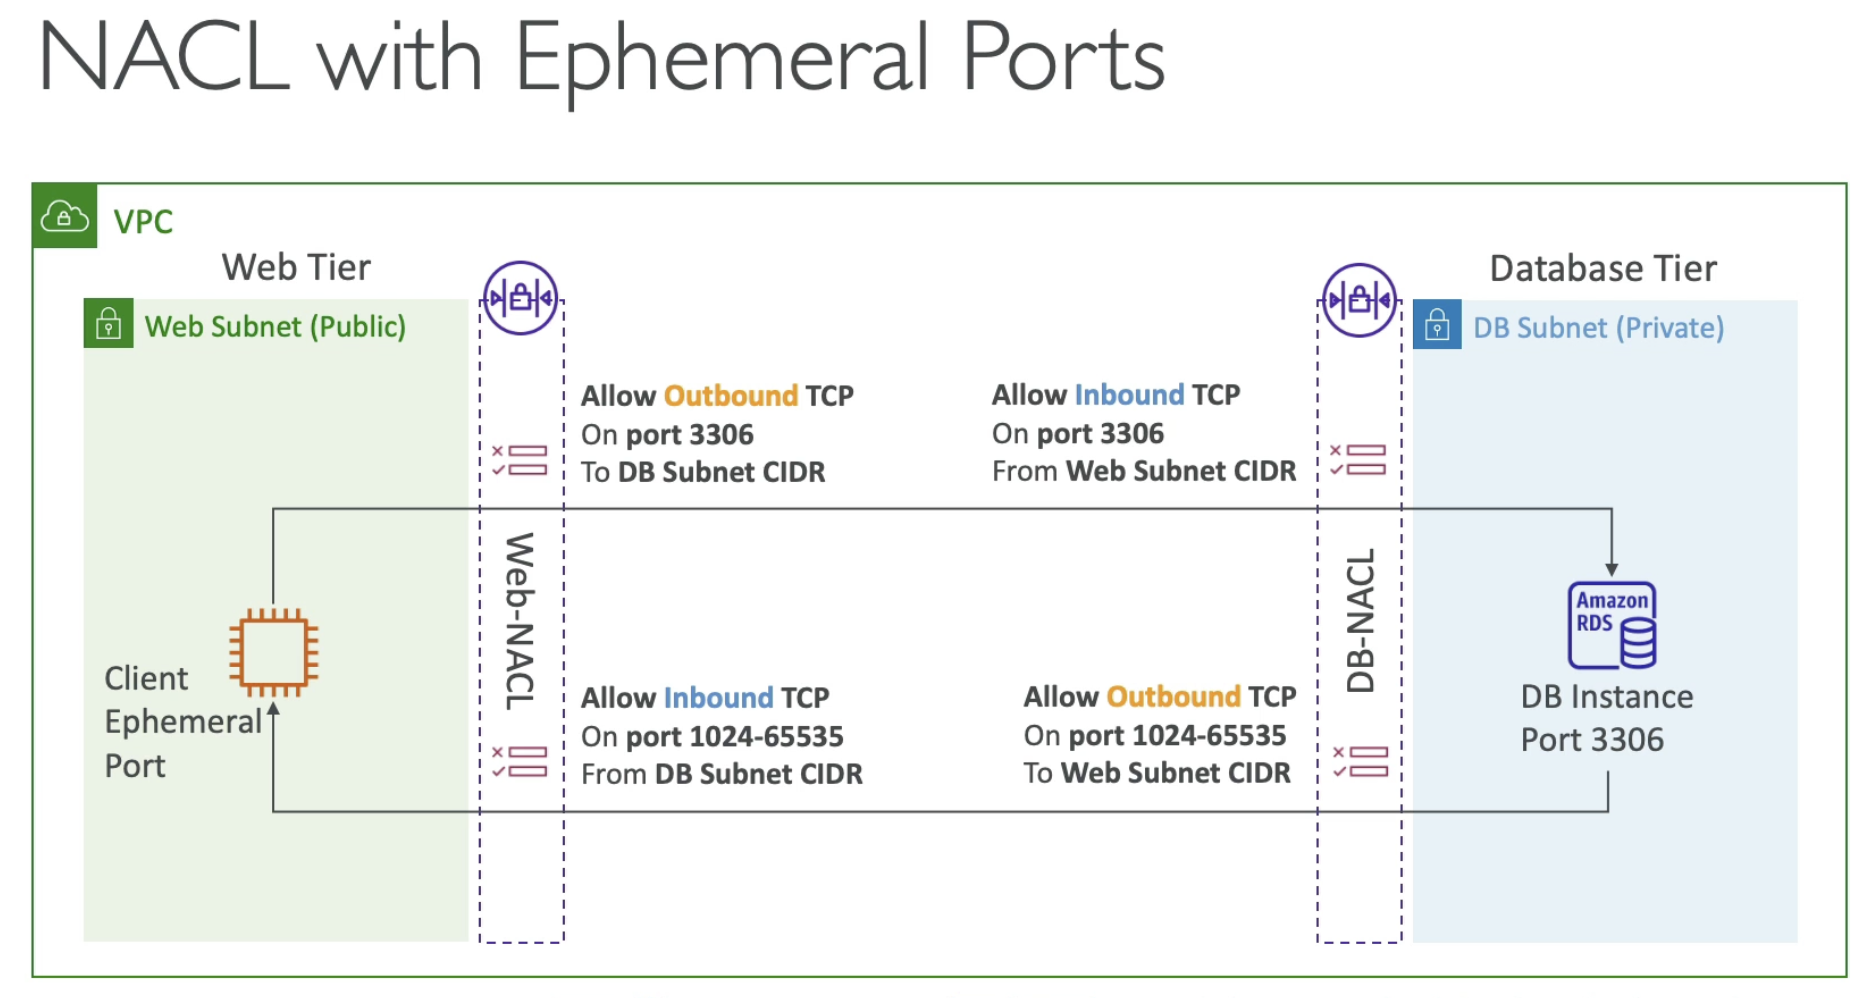 NACL with Ephemeral Ports
VPC
Web Tier
Database Tier
Web Subnet (Public)
DB Subnet (Private)
Allow Outbound TCP
On port 3306
To DB Subnet CIDR
Allow Inbound TCP
On port 3306
From Web Subnet CIDR
Web-NACL
DB-NACL
Amazon
RDS
Client
Ephemeral
Port
DB Instance
Port 3306
Allow Inbound TCP
On port 1024-65535
From DB Subnet CIDR
Allow Outbound TCP
On port 1024-65535
To Web Subnet CIDR